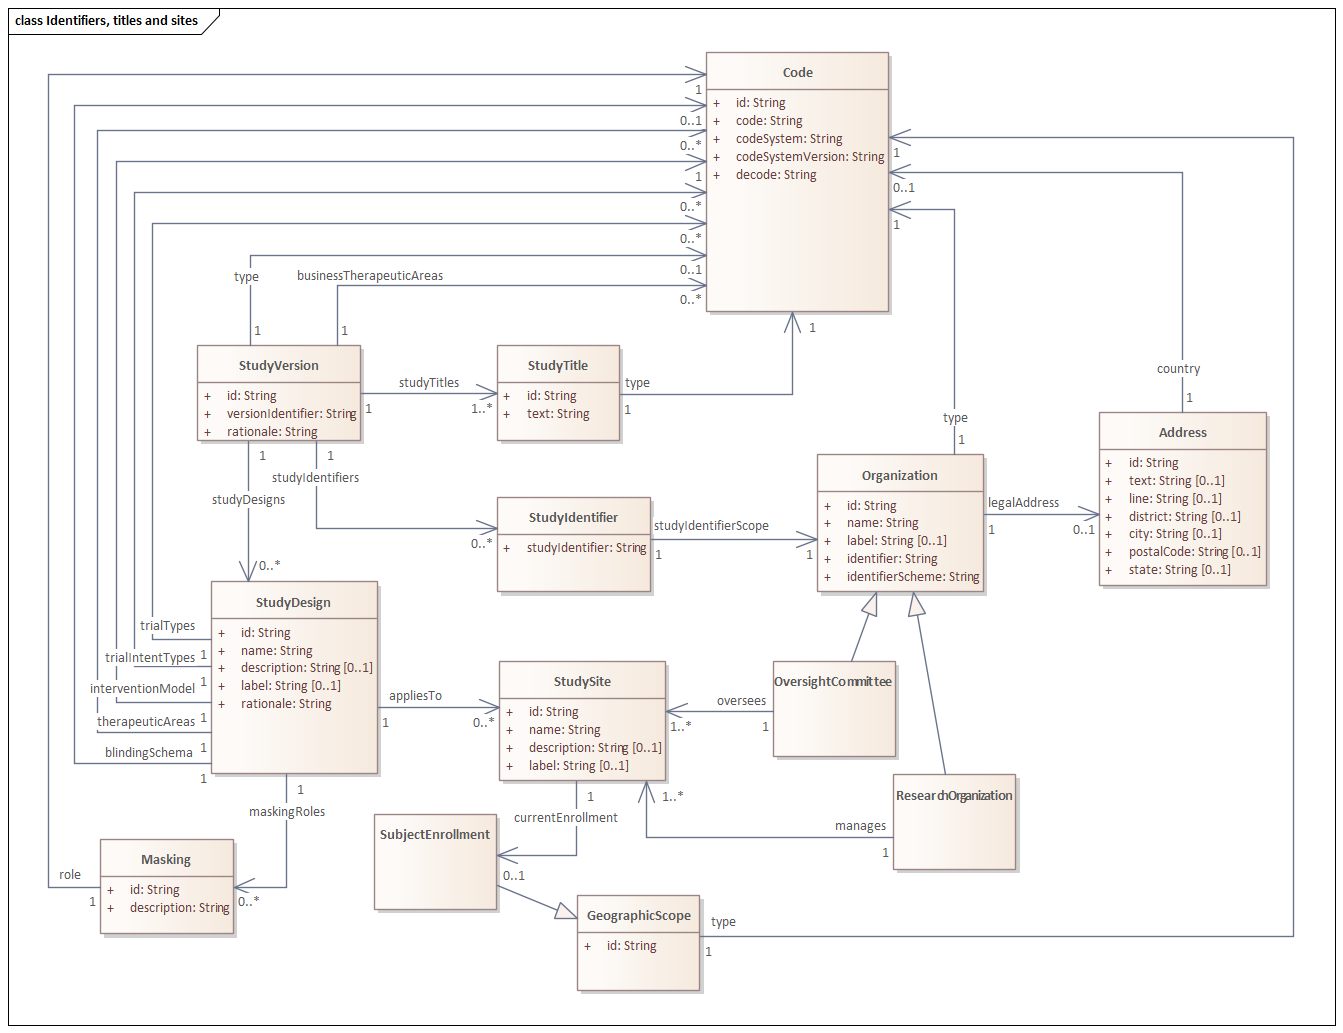 class Identifiers, titles and sites
Code
+ id: String
+ code: String
+ codeSystem: String
+ codeSystemVersion: String
+ decode: String
1
0..1
0..*
1
0..*
0..*
0..1
0..*
1
0..1
1
1
type
businessTherapeuticAreas
1
1
StudyVersion
+ id: String
+ versionIdentifier: String
+ rationale: String
studyTitles
1
1..*
StudyTitle
+ id: String
+ text: String
type
1
country
1
type
1
Address
+ id: String
+ text: String [0..1]
+ line: String [0..1]
+ district: String [0..1]
+ city: String [0..1]
+ postalCode: String [0..1]
+ state: String [0..1]
1
1
studyIdentifiers
studyDesigns
0..*
0..*
StudyIdentifier
+ studyIdentifier: String
studyIdentifierScope
1
1
Organization
+ id: String
+ name: String
+ label: String [0..1]
+ identifier: String
+ identifierScheme: String
legalAddress
1
0..1
StudyDesign
+ id: String
+ name: String
+ description: String [0..1]
+ label: String [0..1]
+ rationale: String
trialTypes
1
trialIntentTypes
1
interventionModel
1
therapeuticAreas
1
blindingSchema
1
appliesTo
1
0..*
StudySite
+ id: String
+ name: String
+ description: String [0..1]
+ label: String [0..1]
oversees
1..*
1
OversightCommittee
ResearchOrganization
manages
1..*
1
1
maskingRoles
0..*
1
currentEnrollment
0..1
SubjectEnrollment
Masking
+ id: String
+ description: String
role
1
GeographicScope
+ id: String
type
1